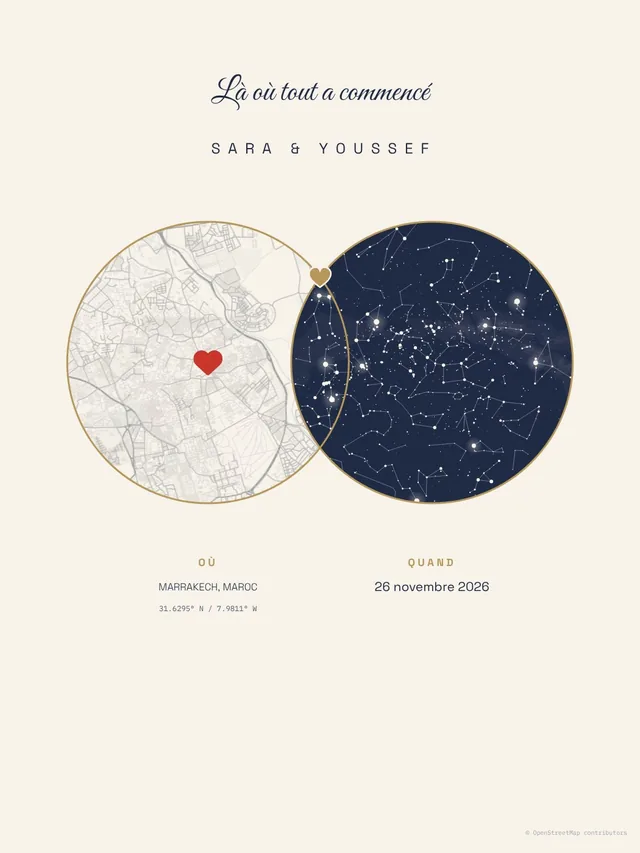 Là où tout a commencé
SARA & YOUSSEF
OÙ
MARRAKECH, MAROC
31.6295° N / 7.9811° W
QUAND
26 novembre 2026
© OpenStreetMap contributors